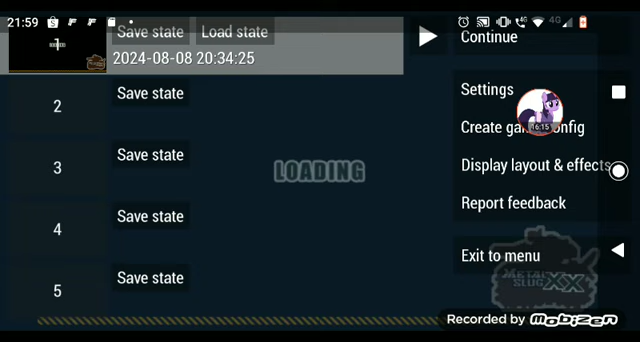 21:59
4G
1
Save state
Load state
2024-08-08 20:34:25
2
Save state
3
Save state
4
Save state
5
Save state
LOADING
Continue
Settings
16:15
Create game config
Display layout & effects
Report feedback
Exit to menu
METAL SLUG XX
Recorded by Mobizen